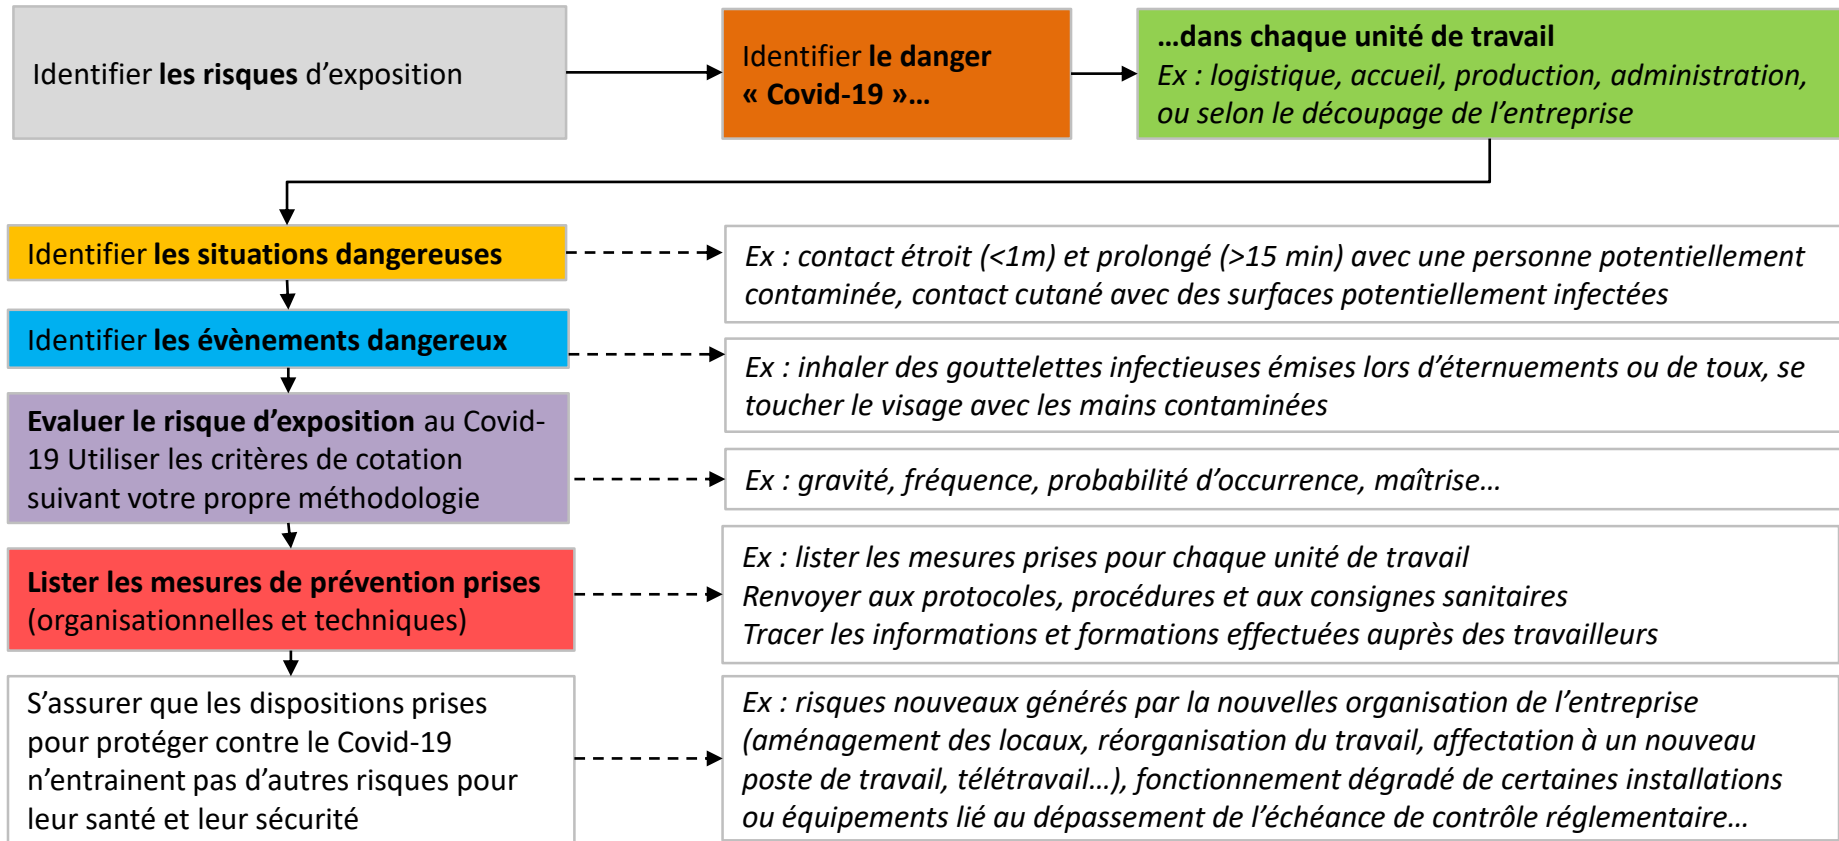 Identifier les risques d’exposition
Identifier le danger
« Covid-19 »…
…dans chaque unité de travail
Ex : logistique, accueil, production, administration,
ou selon le découpage de l’entreprise
Identifier les situations dangereuses
Ex : contact étroit (<1m) et prolongé (>15 min) avec une personne potentiellement
contaminée, contact cutané avec des surfaces potentiellement infectées
Identifier les évènements dangereux
Ex : inhaler des gouttelettes infectieuses émises lors d’éternuements ou de toux, se
toucher le visage avec les mains contaminées
Evaluer le risque d’exposition au Covid-
19 Utiliser les critères de cotation
suivant votre propre méthodologie
Ex : gravité, fréquence, probabilité d’occurrence, maîtrise…
Lister les mesures de prévention prises
(organisationnelles et techniques)
Ex : lister les mesures prises pour chaque unité de travail
Renvoyer aux protocoles, procédures et aux consignes sanitaires
Tracer les informations et formations effectuées auprès des travailleurs
S’assurer que les dispositions prises
pour protéger contre le Covid-19
n’entrainent pas d’autres risques pour
leur santé et leur sécurité
Ex : risques nouveaux générés par la nouvelles organisation de l’entreprise
(aménagement des locaux, réorganisation du travail, affectation à un nouveau
poste de travail, télétravail…), fonctionnement dégradé de certaines installations
ou équipements lié au dépassement de l’échéance de contrôle réglementaire…